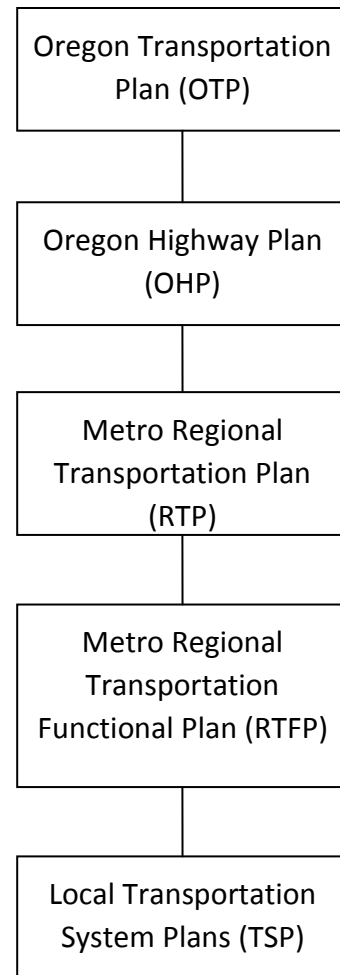 Oregon Transportation
Plan (OTP)
Oregon Highway Plan
(OHP)
Metro Regional
Transportation Plan
(RTP)
Metro Regional
Transportation
Functional Plan (RTFP)
Local Transportation
System Plans (TSP)